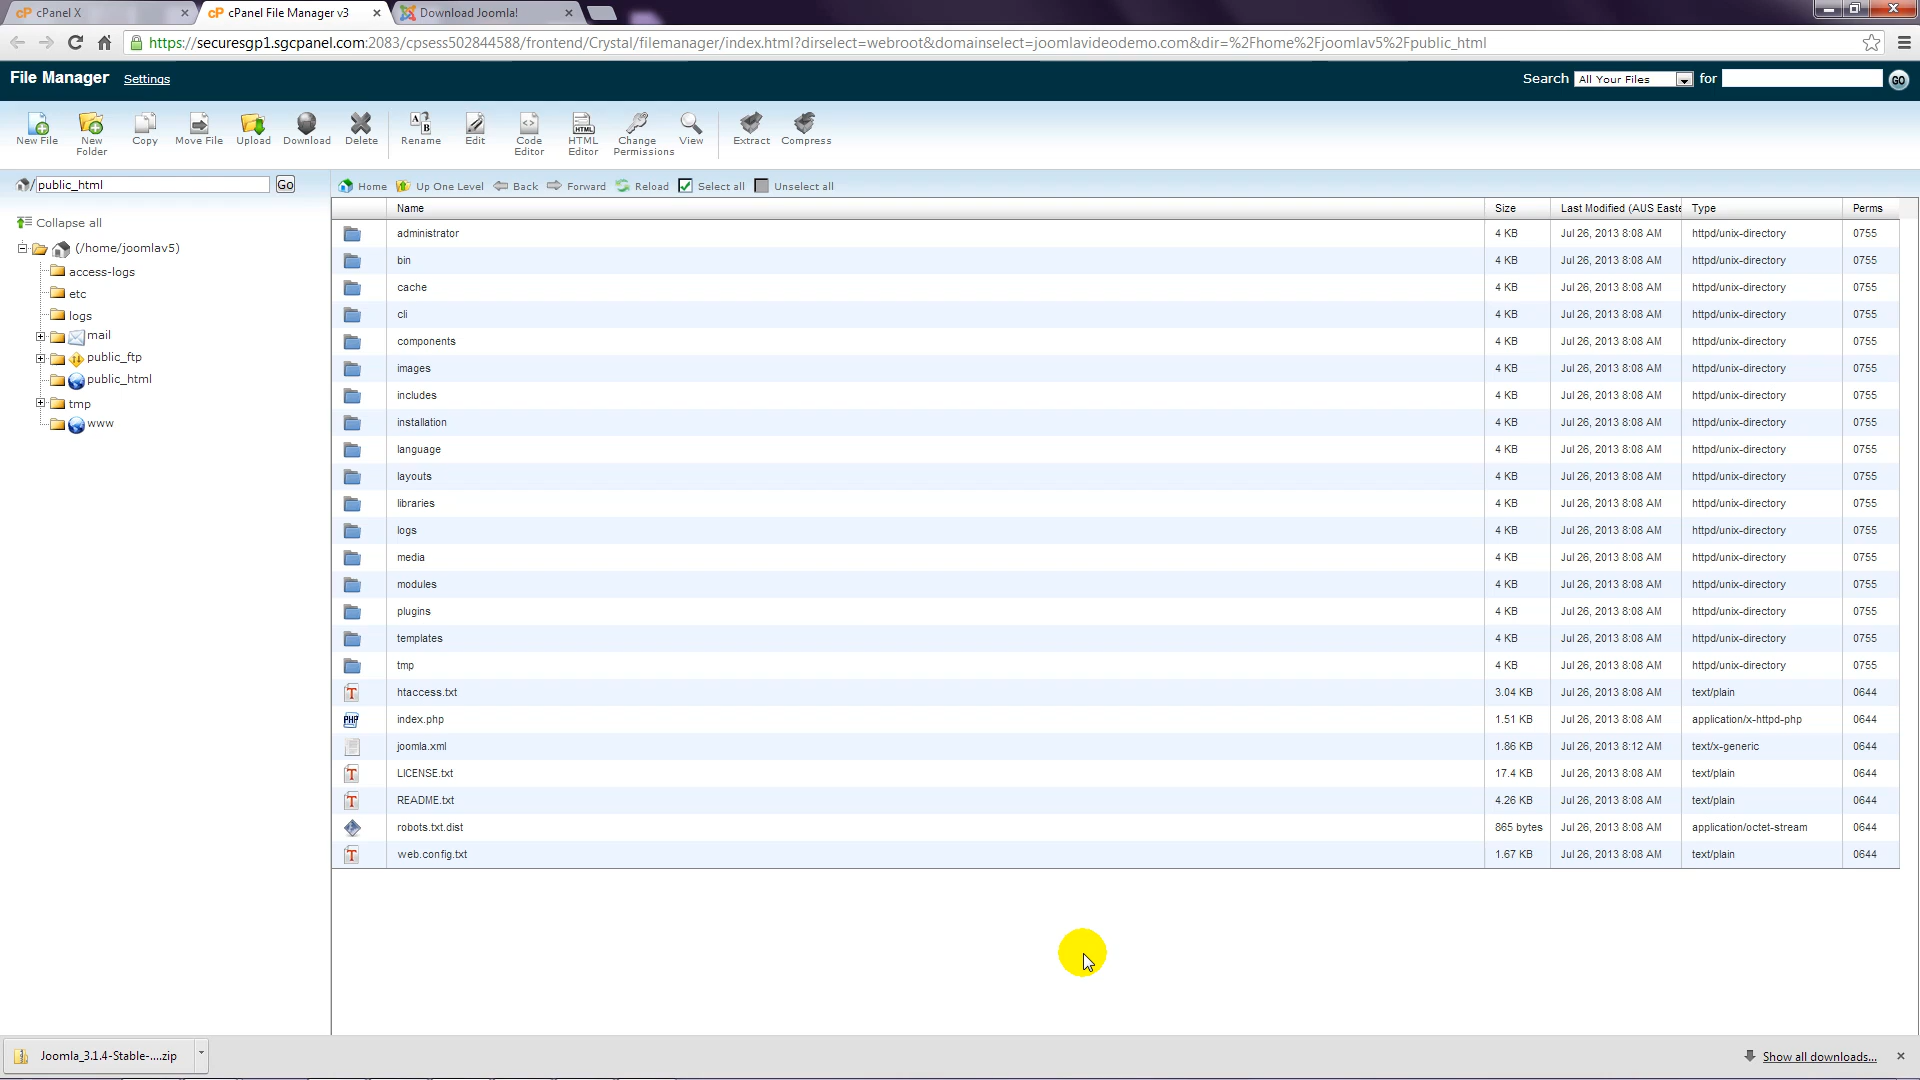 cPanel X
cPanel File Manager v3
Download Joomla!
https://securesgp1.sgcpanel.com:2083/cpsess502844588/frontend/Crystal/filemanager/index.html?dirselect=webroot&domainselect=joomlavideodemo.com&dir=%2Fhome%2Fjoomlav5%2Fpublic_html
File Manager Settings
Search All Your Files for GO
New File
New Folder
Copy
Move File
Upload
Download
Delete
Rename
Edit
Code Editor
HTML Editor
Change Permissions
View
Extract
Compress
/ public_html Go
Home Up One Level Back Forward Reload Select all Unselect all
Collapse all
(/home/joomlav5)
access-logs
etc
logs
mail
public_ftp
public_html
tmp
www
Name Size Last Modified (AUS Easte Type Perms
administrator 4 KB Jul 26, 2013 8:08 AM httpd/unix-directory 0755
bin 4 KB Jul 26, 2013 8:08 AM httpd/unix-directory 0755
cache 4 KB Jul 26, 2013 8:08 AM httpd/unix-directory 0755
cli 4 KB Jul 26, 2013 8:08 AM httpd/unix-directory 0755
components 4 KB Jul 26, 2013 8:08 AM httpd/unix-directory 0755
images 4 KB Jul 26, 2013 8:08 AM httpd/unix-directory 0755
includes 4 KB Jul 26, 2013 8:08 AM httpd/unix-directory 0755
installation 4 KB Jul 26, 2013 8:08 AM httpd/unix-directory 0755
language 4 KB Jul 26, 2013 8:08 AM httpd/unix-directory 0755
layouts 4 KB Jul 26, 2013 8:08 AM httpd/unix-directory 0755
libraries 4 KB Jul 26, 2013 8:08 AM httpd/unix-directory 0755
logs 4 KB Jul 26, 2013 8:08 AM httpd/unix-directory 0755
media 4 KB Jul 26, 2013 8:08 AM httpd/unix-directory 0755
modules 4 KB Jul 26, 2013 8:08 AM httpd/unix-directory 0755
plugins 4 KB Jul 26, 2013 8:08 AM httpd/unix-directory 0755
templates 4 KB Jul 26, 2013 8:08 AM httpd/unix-directory 0755
tmp 4 KB Jul 26, 2013 8:08 AM httpd/unix-directory 0755
htaccess.txt 3.04 KB Jul 26, 2013 8:08 AM text/plain 0644
index.php 1.51 KB Jul 26, 2013 8:08 AM application/x-httpd-php 0644
joomla.xml 1.86 KB Jul 26, 2013 8:12 AM text/x-generic 0644
LICENSE.txt 17.4 KB Jul 26, 2013 8:08 AM text/plain 0644
README.txt 4.26 KB Jul 26, 2013 8:08 AM text/plain 0644
robots.txt.dist 865 bytes Jul 26, 2013 8:08 AM application/octet-stream 0644
web.config.txt 1.67 KB Jul 26, 2013 8:08 AM text/plain 0644
Joomla_3.1.4-Stable-....zip
Show all downloads...